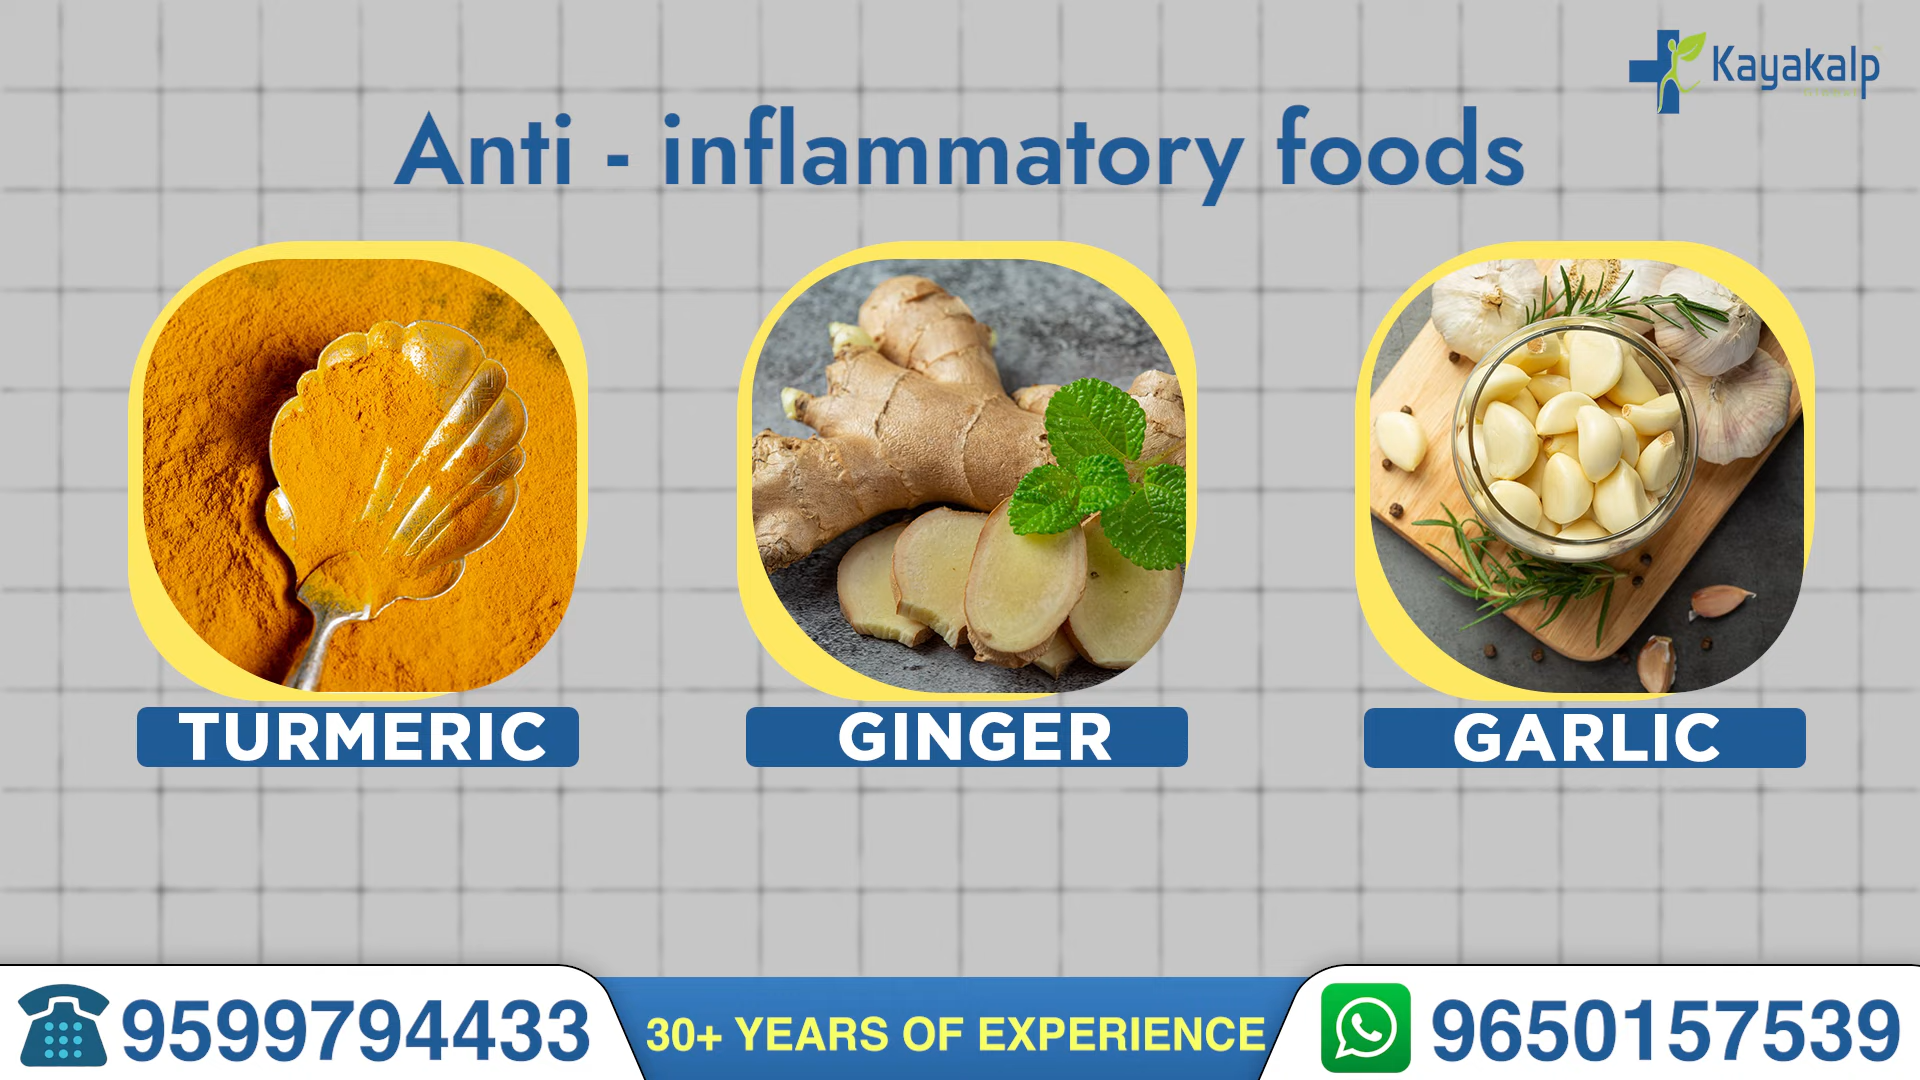 Kayakalp
Anti - inflammatory foods
TURMERIC
GINGER
GARLIC
9599794433
30+ YEARS OF EXPERIENCE
9650157539